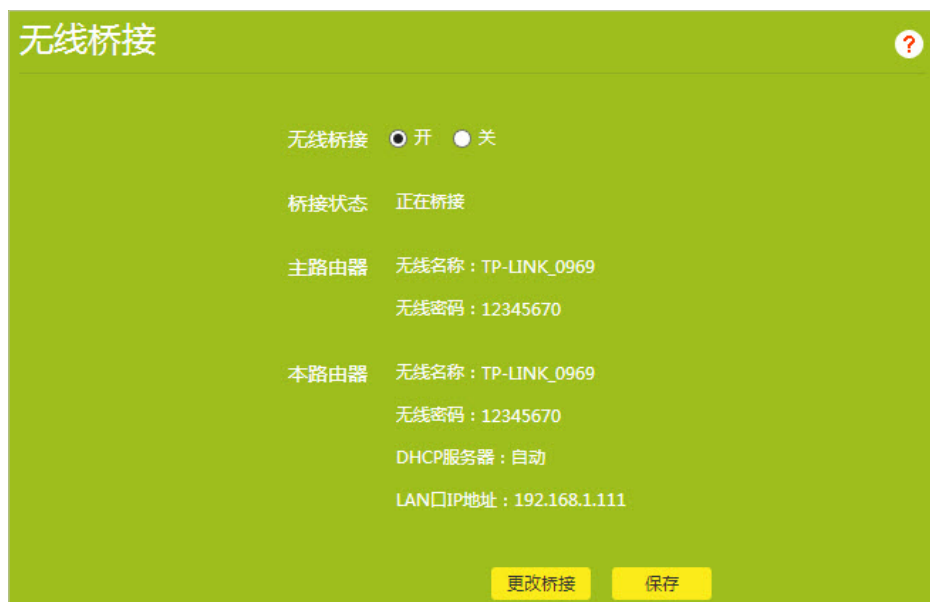 无线桥接
?
无线桥接 开 关
桥接状态 正在桥接
主路由器 无线名称：TP-LINK_0969
无线密码：12345670
本路由器 无线名称：TP-LINK_0969
无线密码：12345670
DHCP服务器：自动
LAN口IP地址：192.168.1.111
更改桥接 保存